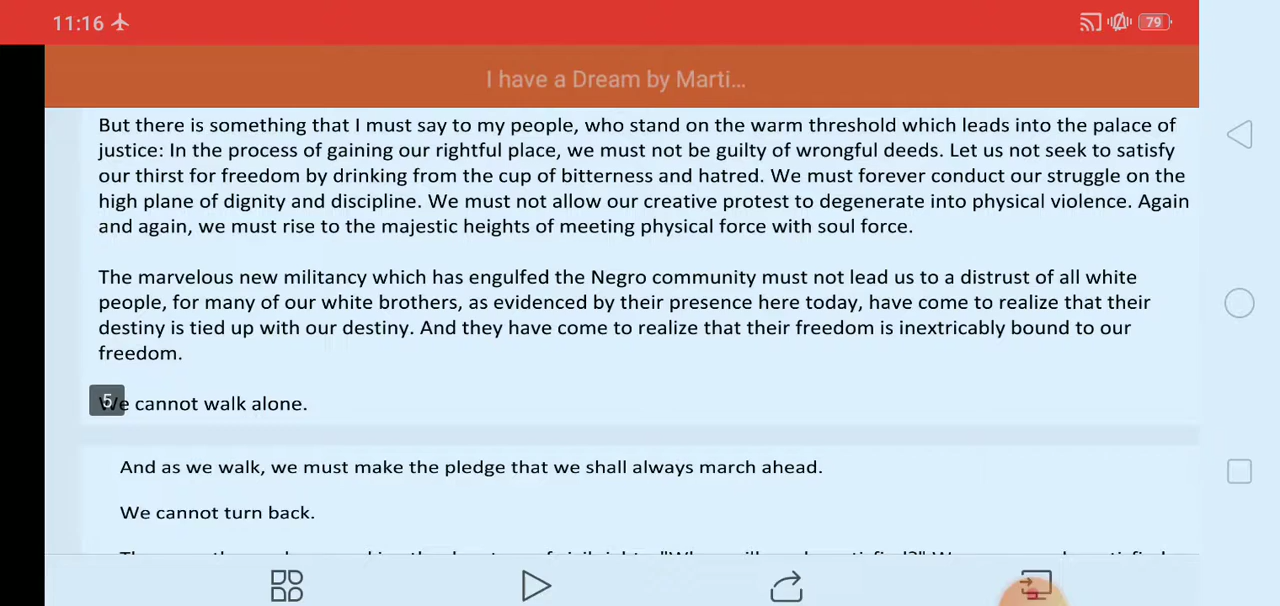 11:16
79
I have a Dream by Marti...
But there is something that I must say to my people, who stand on the warm threshold which leads into the palace of
justice: In the process of gaining our rightful place, we must not be guilty of wrongful deeds. Let us not seek to satisfy
our thirst for freedom by drinking from the cup of bitterness and hatred. We must forever conduct our struggle on the
high plane of dignity and discipline. We must not allow our creative protest to degenerate into physical violence. Again
and again, we must rise to the majestic heights of meeting physical force with soul force.
The marvelous new militancy which has engulfed the Negro community must not lead us to a distrust of all white
people, for many of our white brothers, as evidenced by their presence here today, have come to realize that their
destiny is tied up with our destiny. And they have come to realize that their freedom is inextricably bound to our
freedom.
5
We cannot walk alone.
And as we walk, we must make the pledge that we shall always march ahead.
We cannot turn back.